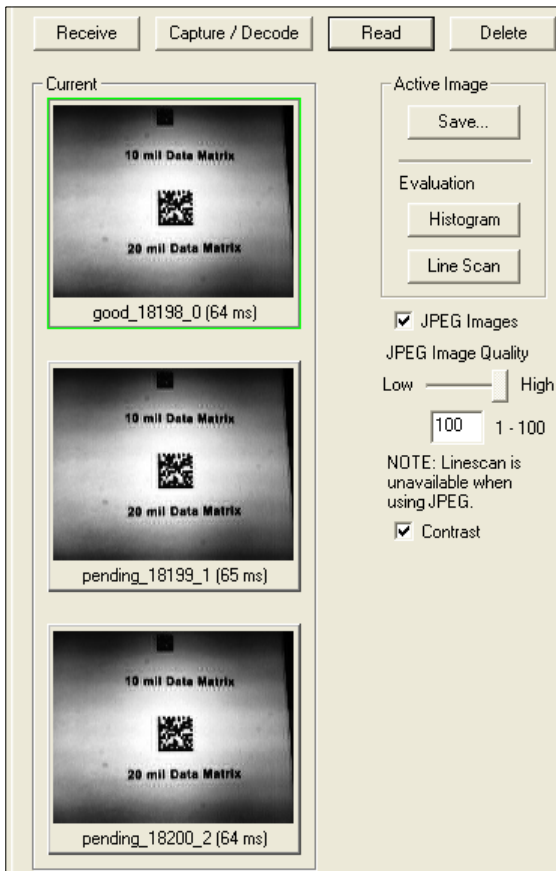 Receive
Capture / Decode
Read
Delete
Current
10 mil Data Matrix
20 mil Data Matrix
good_18198_0 (64 ms)
10 mil Data Matrix
20 mil Data Matrix
pending_18199_1 (65 ms)
10 mil Data Matrix
20 mil Data Matrix
pending_18200_2 (64 ms)
Active Image
Save...
Evaluation
Histogram
Line Scan
JPEG Images
JPEG Image Quality
Low High
100 1 - 100
NOTE: Linescan is
unavailable when
using JPEG.
Contrast